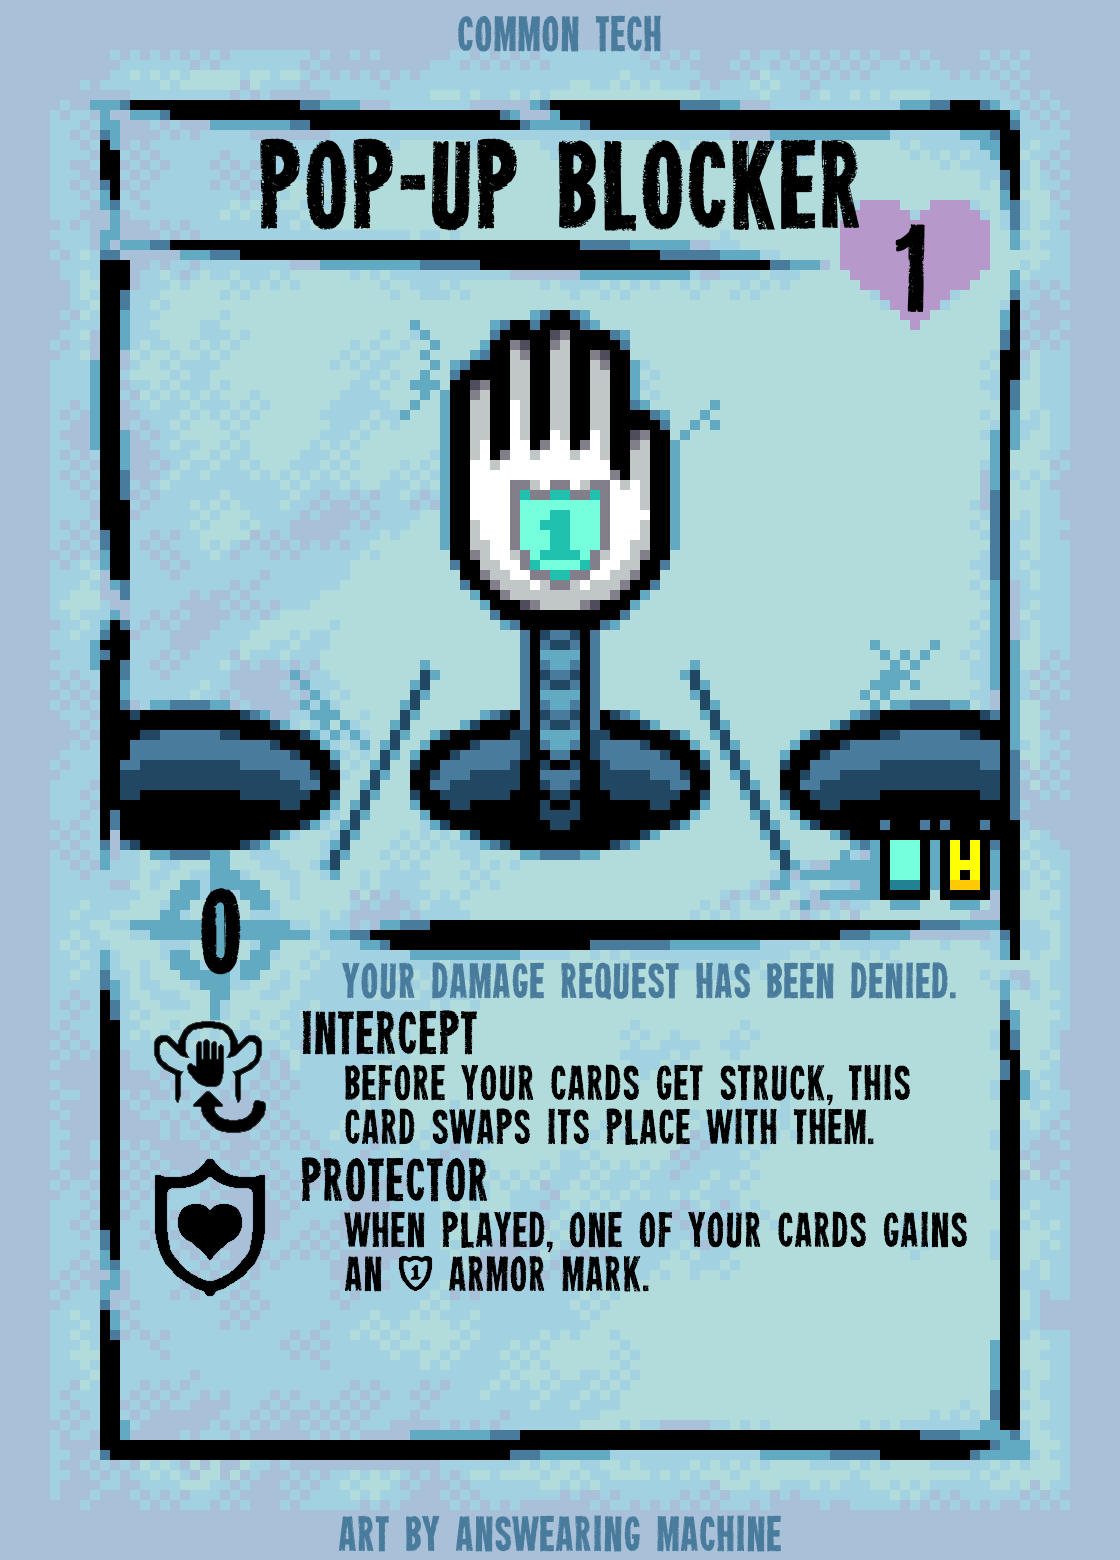 COMMON TECH
POP-UP BLOCKER
1
1
0
YOUR DAMAGE REQUEST HAS BEEN DENIED.
INTERCEPT
BEFORE YOUR CARDS GET STRUCK, THIS
CARD SWAPS ITS PLACE WITH THEM.
PROTECTOR
WHEN PLAYED, ONE OF YOUR CARDS GAINS
AN 1 ARMOR MARK.
ART BY ANSWEARING MACHINE